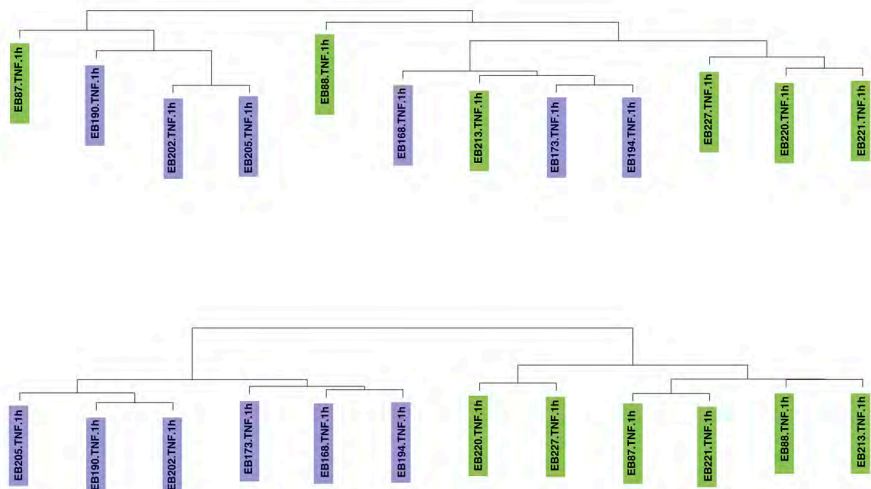 EB87.TNF.1h
EB190.TNF.1h
EB202.TNF.1h
EB205.TNF.1h
EB88.TNF.1h
EB168.TNF.1h
EB213.TNF.1h
EB173.TNF.1h
EB194.TNF.1h
EB227.TNF.1h
EB220.TNF.1h
EB221.TNF.1h
EB205.TNF.1h
EB190.TNF.1h
EB202.TNF.1h
EB173.TNF.1h
EB168.TNF.1h
EB194.TNF.1h
EB220.TNF.1h
EB227.TNF.1h
EB87.TNF.1h
EB221.TNF.1h
EB88.TNF.1h
EB213.TNF.1h